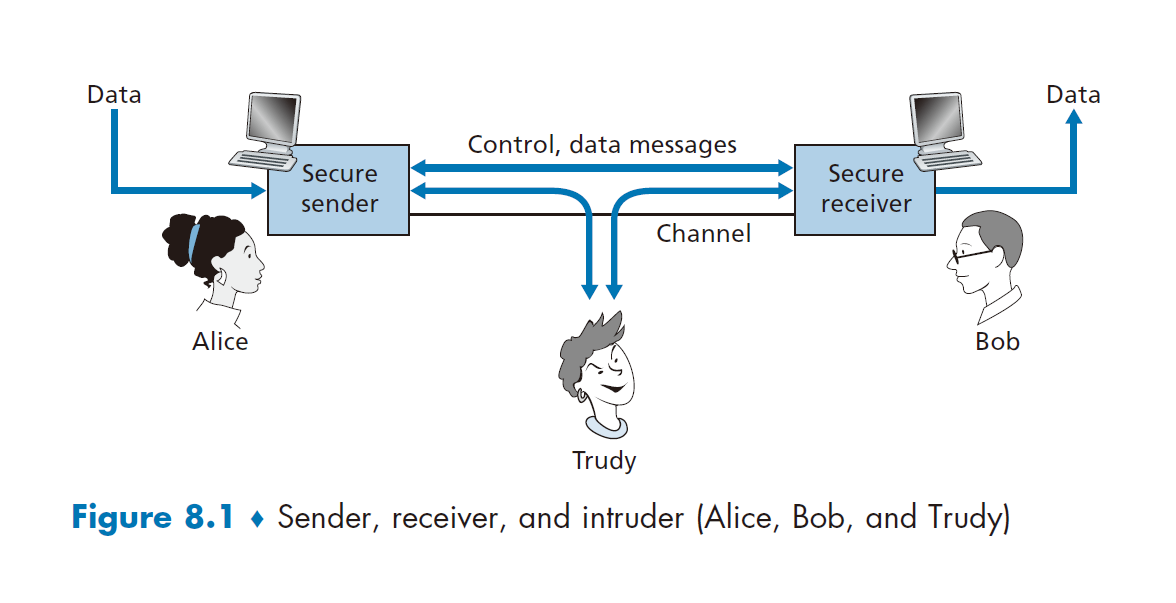 Data
Data
Control, data messages
Secure
sender
Secure
receiver
Channel
Alice
Bob
Trudy
Figure 8.1 ♦ Sender, receiver, and intruder (Alice, Bob, and Trudy)